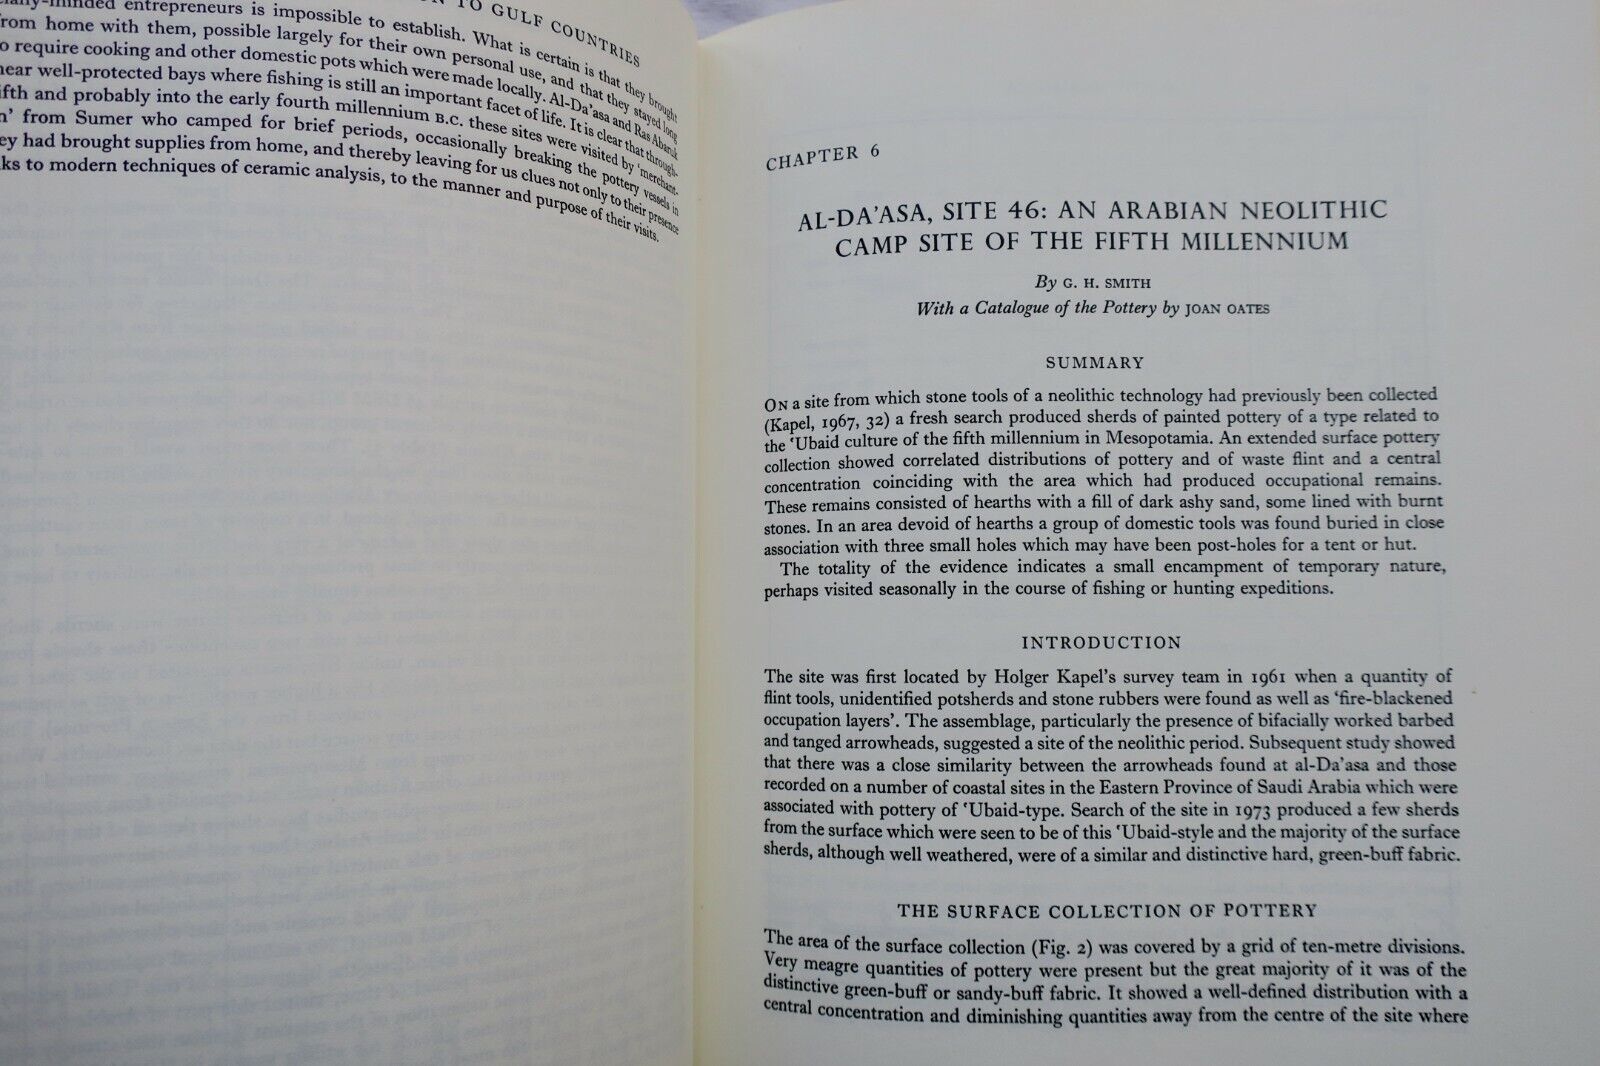 TO GULF COUNTRIES
entrepreneurs is impossible to establish. What is certain is that they brought
from home with them, possible largely for their own personal use, and that they stayed long
require cooking and other domestic pots which were made locally. Al-Da'asa and Ras Abaruk
near well-protected bays where fishing is still an important facet of life. It is clear that through-
fifth and probably into the early fourth millennium B.C. these sites were visited by 'merchant-
from Sumer who camped for brief periods, occasionally breaking the pottery vessels in
had brought supplies from home, and thereby leaving for us clues not only to their presence
to modern techniques of ceramic analysis, to the manner and purpose of their visits.
CHAPTER 6
AL-DA'ASA, SITE 46: AN ARABIAN NEOLITHIC
CAMP SITE OF THE FIFTH MILLENNIUM
By G. H. SMITH
With a Catalogue of the Pottery by JOAN OATES
SUMMARY
ON a site from which stone tools of a neolithic technology had previously been collected
(Kapel, 1967, 32) a fresh search produced sherds of painted pottery of a type related to
the 'Ubaid culture of the fifth millennium in Mesopotamia. An extended surface pottery
collection showed correlated distributions of pottery and of waste flint and a central
concentration coinciding with the area which had produced occupational remains.
These remains consisted of hearths with a fill of dark ashy sand, some lined with burnt
stones. In an area devoid of hearths a group of domestic tools was found buried in close
association with three small holes which may have been post-holes for a tent or hut.
The totality of the evidence indicates a small encampment of temporary nature,
perhaps visited seasonally in the course of fishing or hunting expeditions.
INTRODUCTION
The site was first located by Holger Kapel's survey team in 1961 when a quantity of
flint tools, unidentified potsherds and stone rubbers were found as well as 'fire-blackened
occupation layers'. The assemblage, particularly the presence of bifacially worked barbed
and tanged arrowheads, suggested a site of the neolithic period. Subsequent study showed
that there was a close similarity between the arrowheads found at al-Da'asa and those
recorded on a number of coastal sites in the Eastern Province of Saudi Arabia which were
associated with pottery of 'Ubaid-type. Search of the site in 1973 produced a few sherds
from the surface which were seen to be of this 'Ubaid-style and the majority of the surface
sherds, although well weathered, were of a similar and distinctive hard, green-buff fabric.
THE SURFACE COLLECTION OF POTTERY
The area of the surface collection (Fig. 2) was covered by a grid of ten-metre divisions.
Very meagre quantities of pottery were present but the great majority of it was of the
distinctive green-buff or sandy-buff fabric. It showed a well-defined distribution with a
central concentration and diminishing quantities away from the centre of the site where